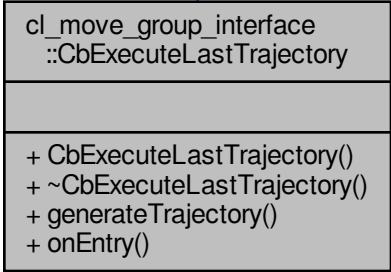 cl_move_group_interface
::CbExecuteLastTrajectory
+ CbExecuteLastTrajectory()
+ ~CbExecuteLastTrajectory()
+ generateTrajectory()
+ onEntry()